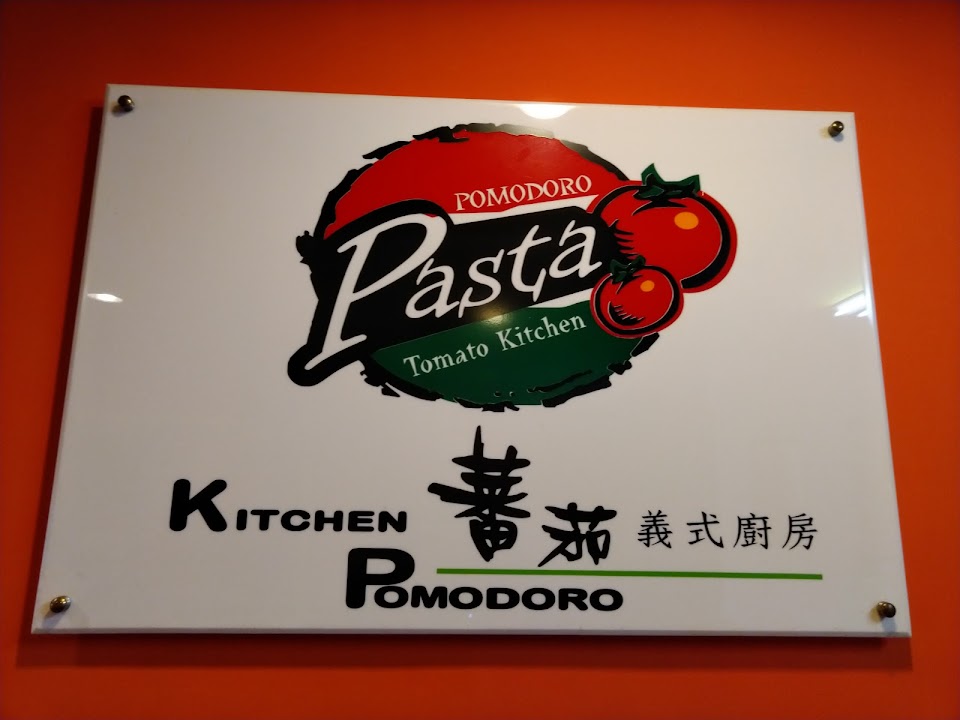 POMODORO
Pasta
Tomato Kitchen
KITCHEN 蕃茄 義式廚房
POMODORO